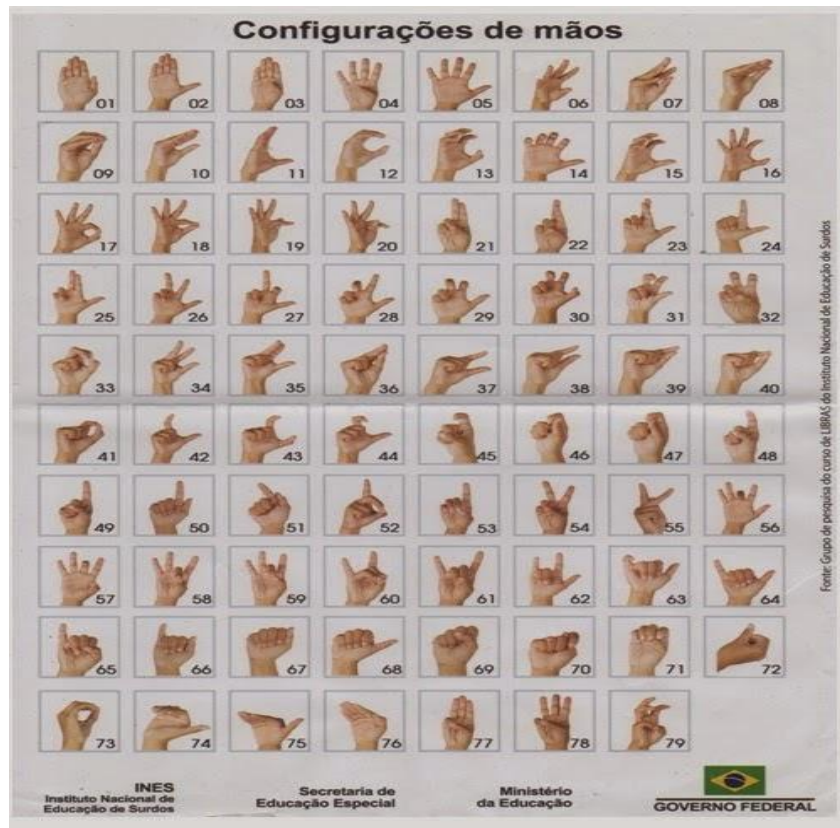 Configurações de mãos
01 02 03 04 05 06 07 08
09 10 11 12 13 14 15 16
17 18 19 20 21 22 23 24
25 26 27 28 29 30 31 32
33 34 35 36 37 38 39 40
41 42 43 44 45 46 47 48
49 50 51 52 53 54 55 56
57 58 59 60 61 62 63 64
65 66 67 68 69 70 71 72
73 74 75 76 77 78 79
Fonte: Grupo de pesquisa do curso de LIBRAS do Instituto Nacional de Educação de Surdos
INES
Instituto Nacional de
Educação de Surdos
Secretaria de
Educação Especial
Ministério
da Educação
GOVERNO FEDERAL